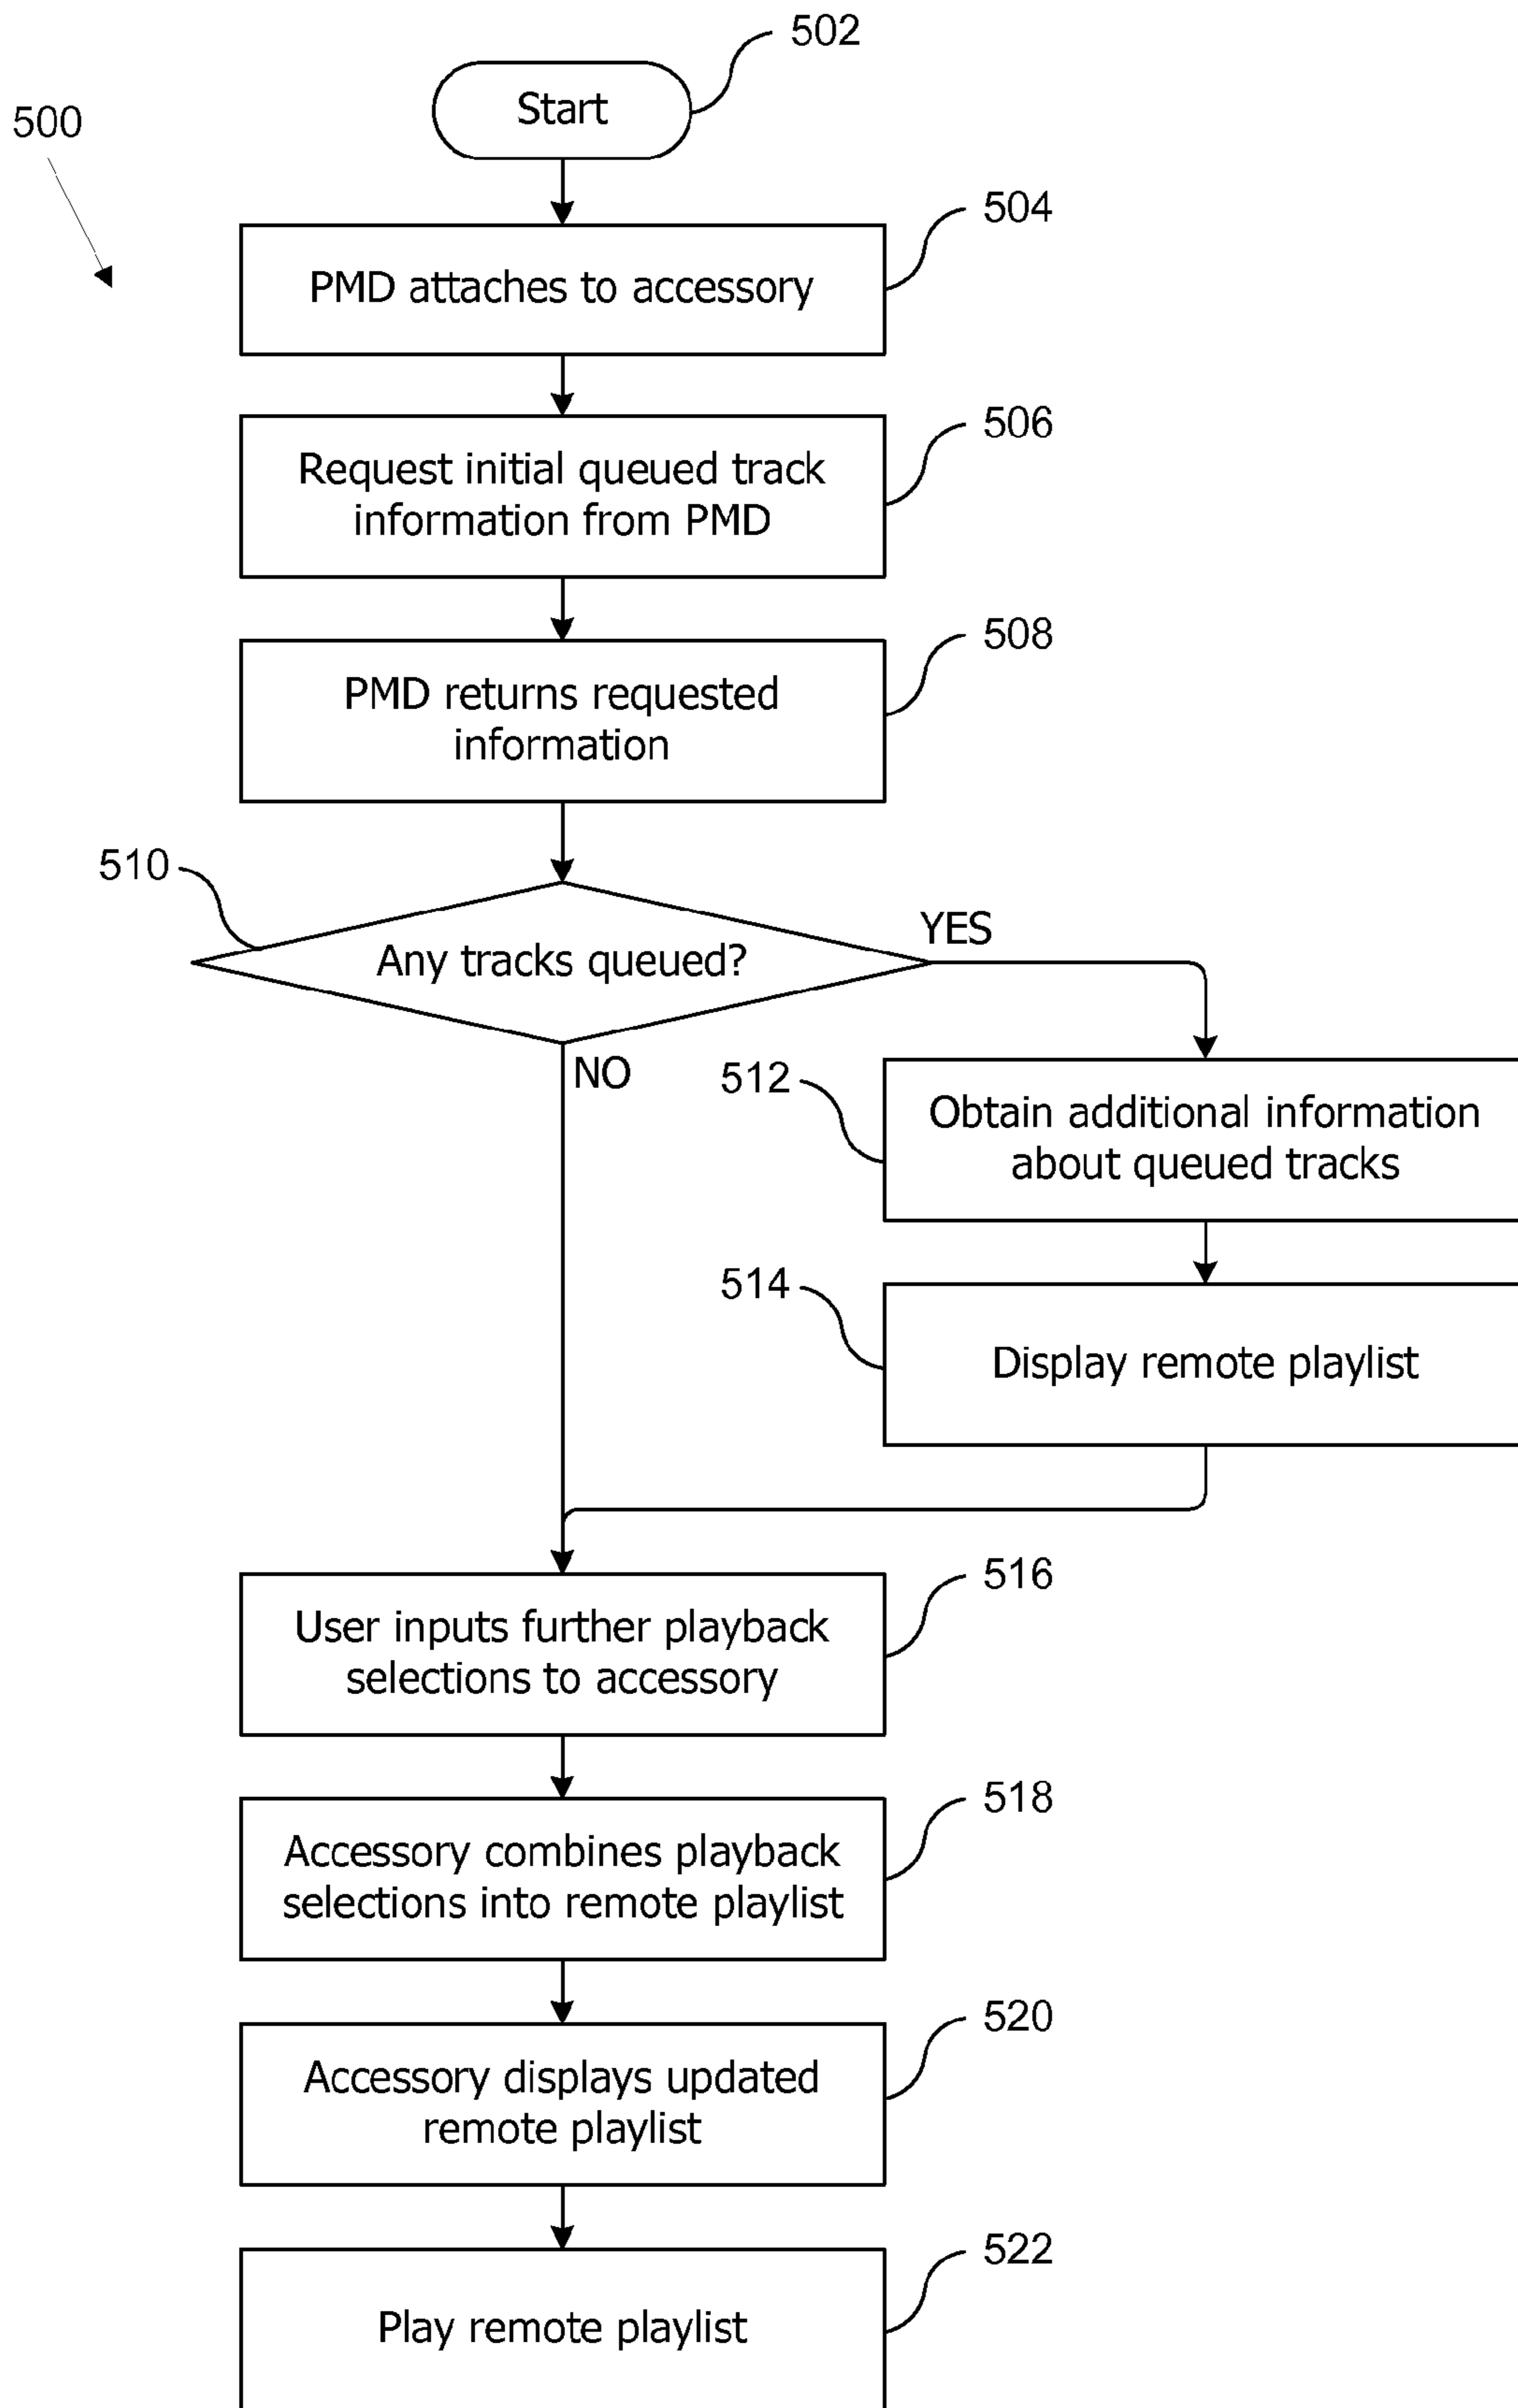 502
Start
500
504
PMD attaches to accessory
506
Request initial queued track
information from PMD
508
PMD returns requested
information
510
Any tracks queued?
YES
NO
512
Obtain additional information
about queued tracks
514
Display remote playlist
516
User inputs further playback
selections to accessory
518
Accessory combines playback
selections into remote playlist
520
Accessory displays updated
remote playlist
522
Play remote playlist